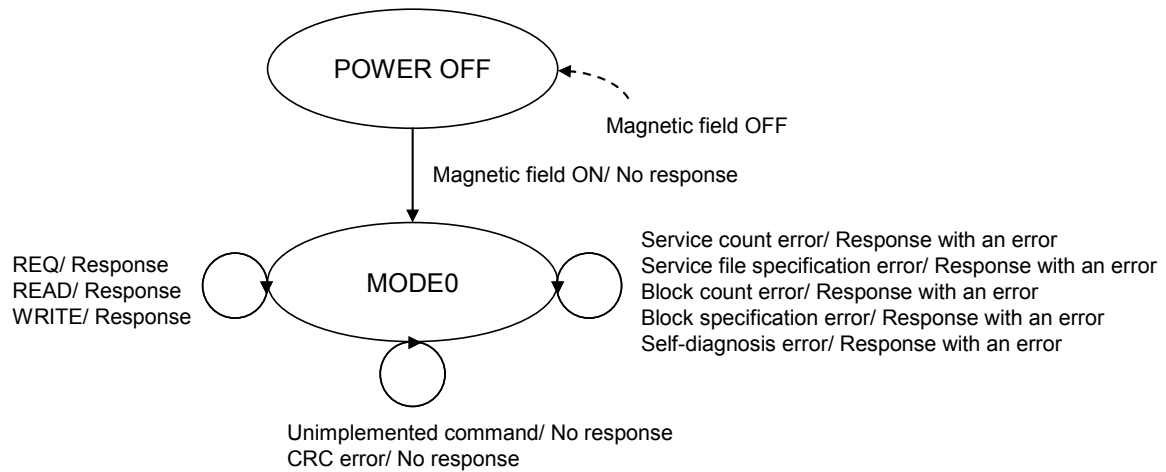 POWER OFF
Magnetic field OFF
Magnetic field ON/ No response
REQ/ Response
READ/ Response
WRITE/ Response
MODE0
Service count error/ Response with an error
Service file specification error/ Response with an error
Block count error/ Response with an error
Block specification error/ Response with an error
Self-diagnosis error/ Response with an error
Unimplemented command/ No response
CRC error/ No response